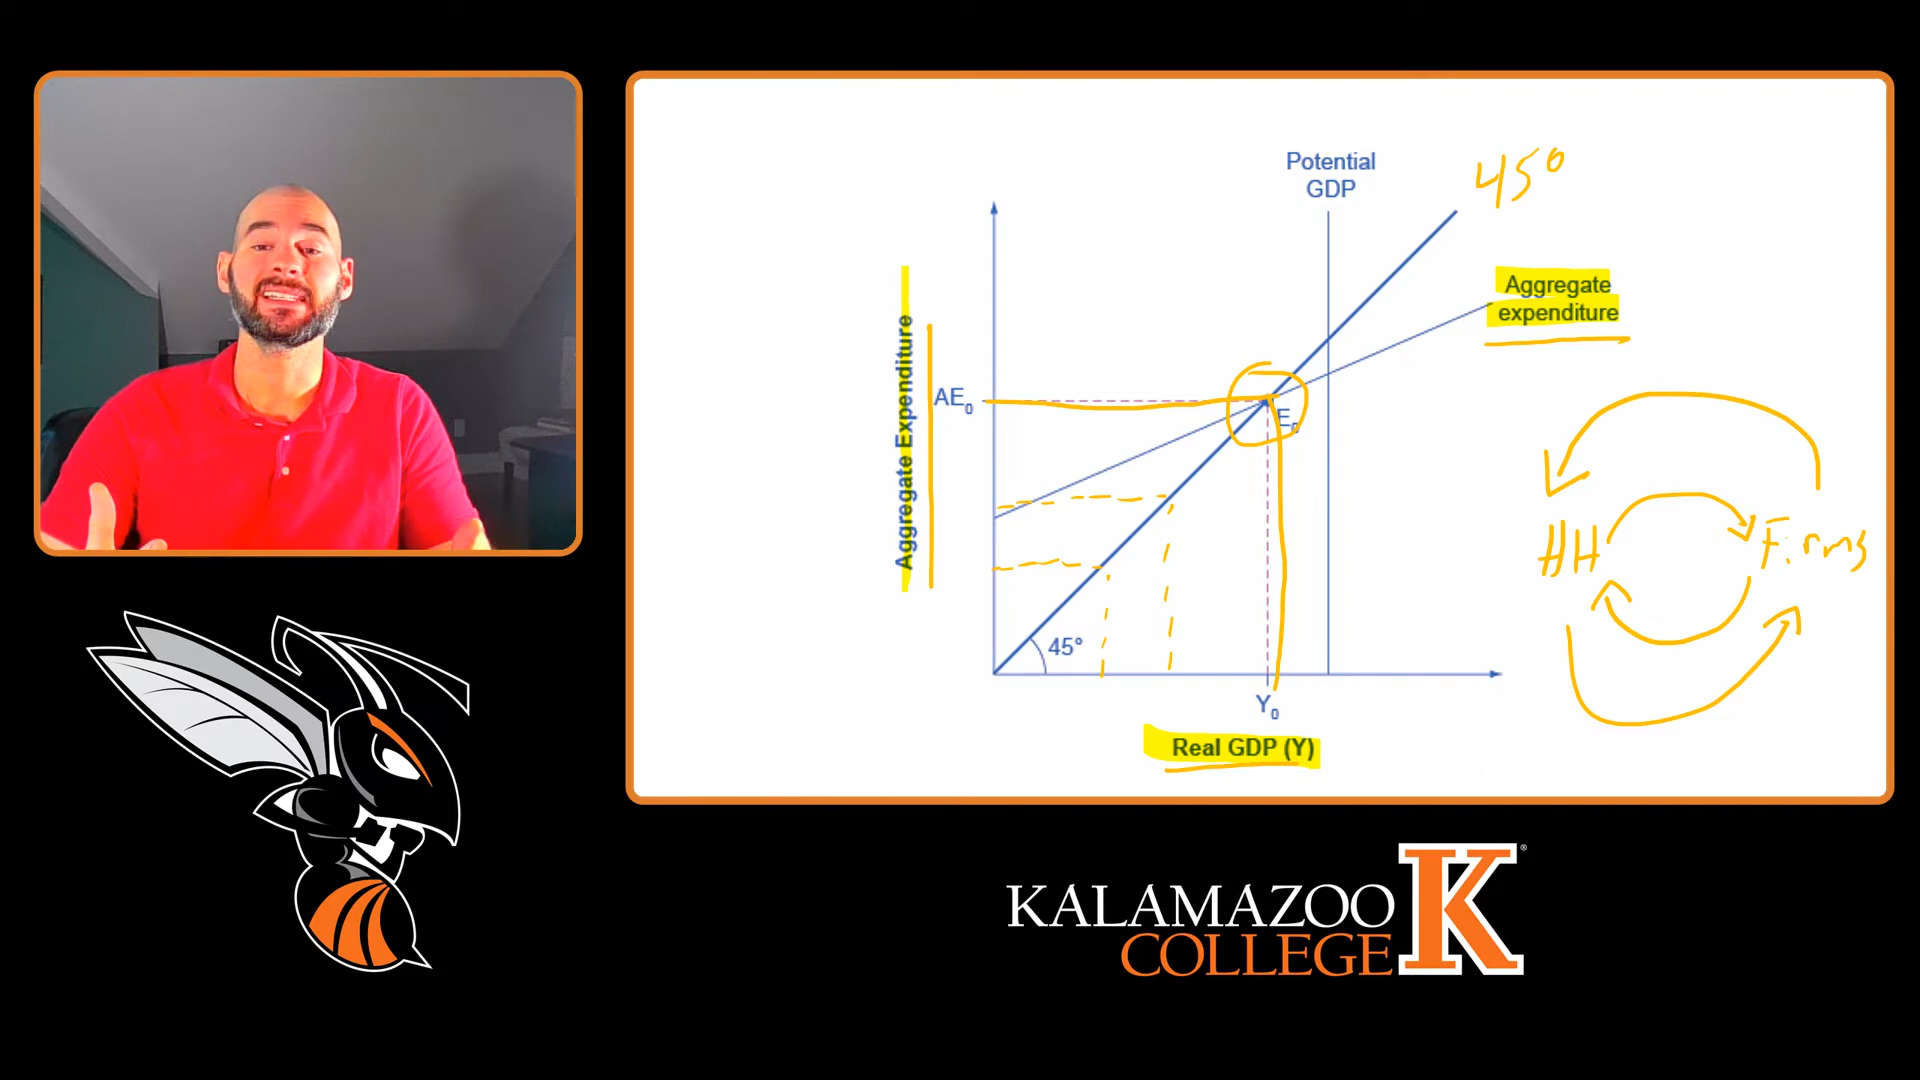 Potential
GDP
45°
Aggregate
expenditure
Aggregate Expenditure
AE₀
E₀
HH
Firms
45°
Y₀
Real GDP (Y)
KALAMAZOO
COLLEGE
K
®